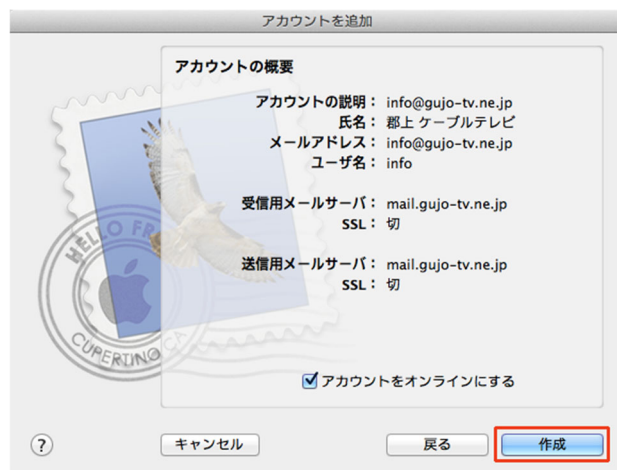 アカウントを追加
アカウントの概要
アカウントの説明： info@gujo-tv.ne.jp
氏名： 郡上 ケーブルテレビ
メールアドレス： info@gujo-tv.ne.jp
ユーザ名： info
受信用メールサーバ： mail.gujo-tv.ne.jp
SSL： 切
送信用メールサーバ： mail.gujo-tv.ne.jp
SSL： 切
HELLO FR
CUPERTINO CA
アカウントをオンラインにする
? キャンセル 戻る 作成